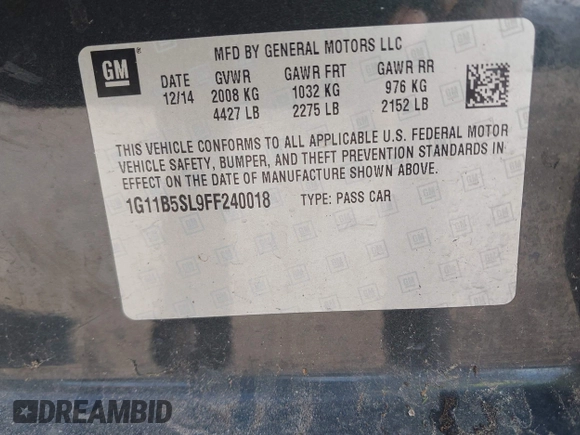 GM
MFD BY GENERAL MOTORS LLC
DATE GVWR GAWR FRT GAWR RR
12/14 2008 KG 1032 KG 976 KG
4427 LB 2275 LB 2152 LB
THIS VEHICLE CONFORMS TO ALL APPLICABLE U.S. FEDERAL MOTOR
VEHICLE SAFETY, BUMPER, AND THEFT PREVENTION STANDARDS IN
EFFECT ON THE DATE OF MANUFACTURE SHOWN ABOVE.
1G11B5SL9FF240018 TYPE: PASS CAR
DREAMBID